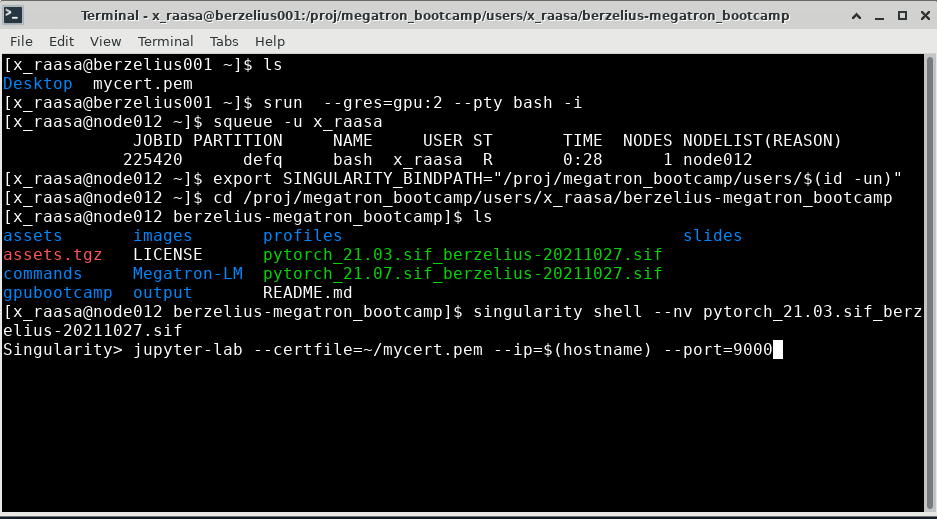 Terminal - x_raasa@berzelius001:/proj/megatron_bootcamp/users/x_raasa/berzelius-megatron_bootcamp
File Edit View Terminal Tabs Help
[x_raasa@berzelius001 ~]$ ls
Desktop  mycert.pem
[x_raasa@berzelius001 ~]$ srun  --gres=gpu:2 --pty bash -i
[x_raasa@node012 ~]$ squeue -u x_raasa
             JOBID PARTITION     NAME     USER ST       TIME  NODES NODELIST(REASON)
            225420      defq     bash  x_raasa  R       0:28      1 node012
[x_raasa@node012 ~]$ export SINGULARITY_BINDPATH="/proj/megatron_bootcamp/users/$(id -un)"
[x_raasa@node012 ~]$ cd /proj/megatron_bootcamp/users/x_raasa/berzelius-megatron_bootcamp
[x_raasa@node012 berzelius-megatron_bootcamp]$ ls
assets       images       profiles                                  slides
assets.tgz   LICENSE      pytorch_21.03.sif_berzelius-20211027.sif
commands     Megatron-LM  pytorch_21.07.sif_berzelius-20211027.sif
gpubootcamp  output       README.md
[x_raasa@node012 berzelius-megatron_bootcamp]$ singularity shell --nv pytorch_21.03.sif_berz
elius-20211027.sif
Singularity> jupyter-lab --certfile=~/mycert.pem --ip=$(hostname) --port=9000